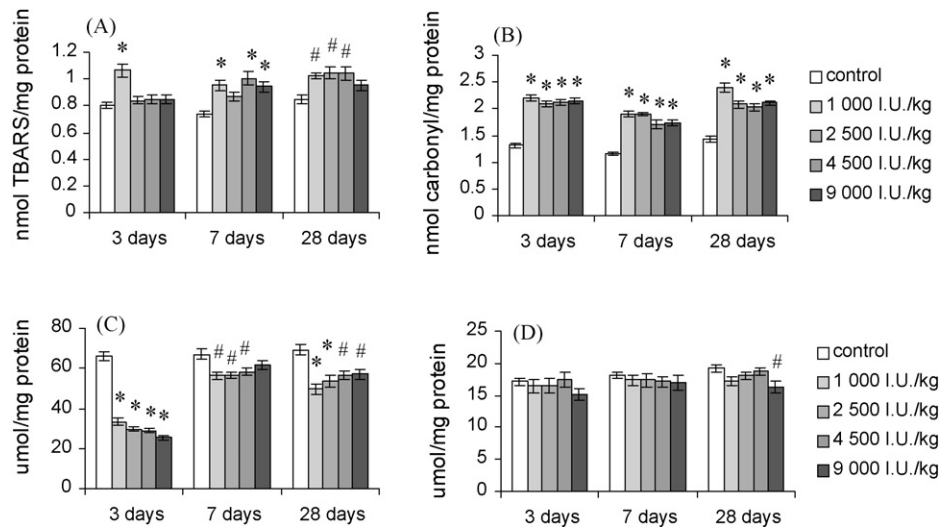 (A)
nmol TBARS/mg protein
1.2
1
0.8
0.6
0.4
0.2
0
*
*
*
*
# # #
3 days 7 days 28 days
(B)
nmol carbonyl/mg protein
3
2.5
2
1.5
1
0.5
0
* * * *
* * * *
* * * *
3 days 7 days 28 days
control
1 000 I.U./kg
2 500 I.U./kg
4 500 I.U./kg
9 000 I.U./kg
(C)
umol/mg protein
80
60
40
20
0
* * * *
# # #
* * # #
3 days 7 days 28 days
(D)
umol/mg protein
25
20
15
10
5
0
#
3 days 7 days 28 days
control
1 000 I.U./kg
2 500 I.U./kg
4 500 I.U./kg
9 000 I.U./kg